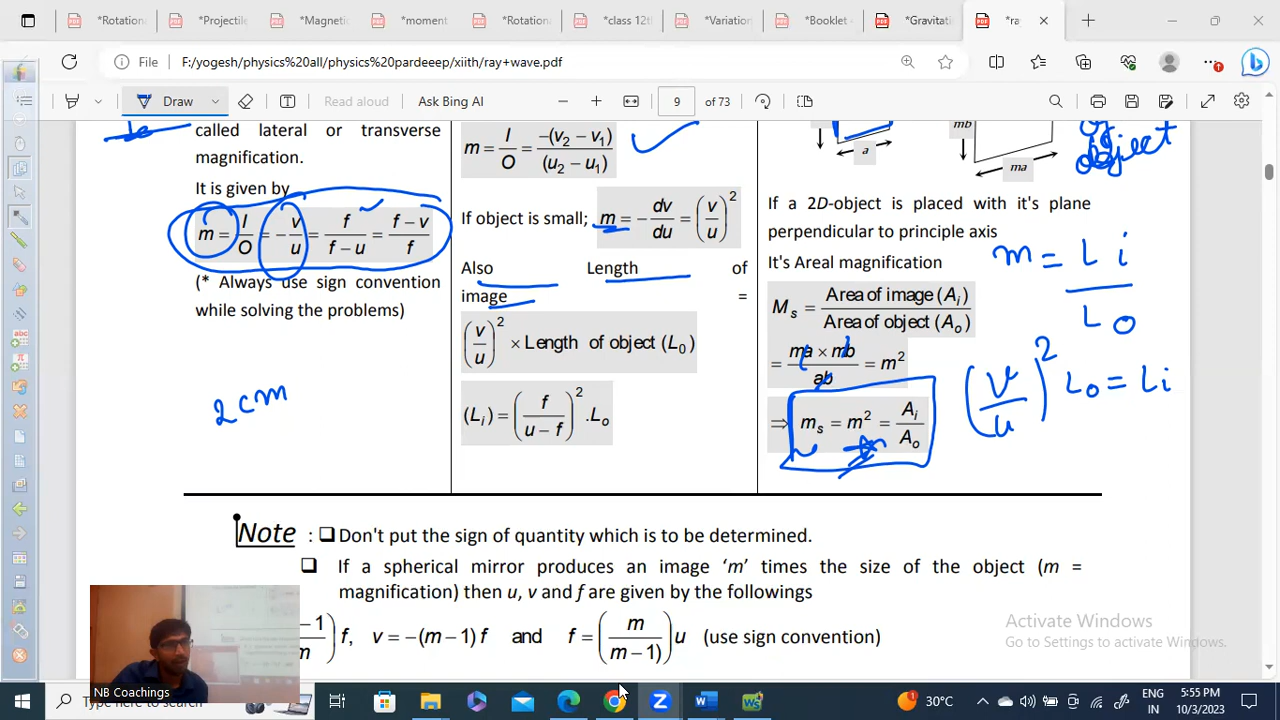 *Rotation
*Projectile
*Magnetic
*moment
*Rotation
*class 12th
*Variation
*Booklet
*Gravitati
*ra
File
F:/yogesh/physics%20all/physics%20pardeeep/xiith/ray+wave.pdf
Draw
Read aloud
Ask Bing AI
9 of 73
called lateral or transverse
magnification.
It is given by
m = I/O = -v/u = f/(f-u) = (f-v)/f
(* Always use sign convention
while solving the problems)
2cm
m = I/O = -(v₂ - v₁)/(u₂ - u₁)
If object is small; m = -dv/du = (v/u)²
Also Length of
image =
(v/u)² × Length of object (L₀)
(Lᵢ) = (f/(u-f))² .Lₒ
a
mb
ma
object
If a 2D-object is placed with it's plane
perpendicular to principle axis
It's Areal magnification
Mₛ = Area of image (Aᵢ)/Area of object (Aₒ)
= (ma × mb)/ab = m²
⇒ mₛ = m² = Aᵢ/Aₒ
m = Li/LO
(v/u)² Lo = Li
Note : ❑ Don't put the sign of quantity which is to be determined.
❑ If a spherical mirror produces an image 'm' times the size of the object (m =
magnification) then u, v and f are given by the followings
f, v = -(m-1) f and f = (m/(m-1)) u (use sign convention)
Activate Windows
Go to Settings to activate Windows.
NB Coachings
to search
30°C
ENG
IN
5:55 PM
10/3/2023